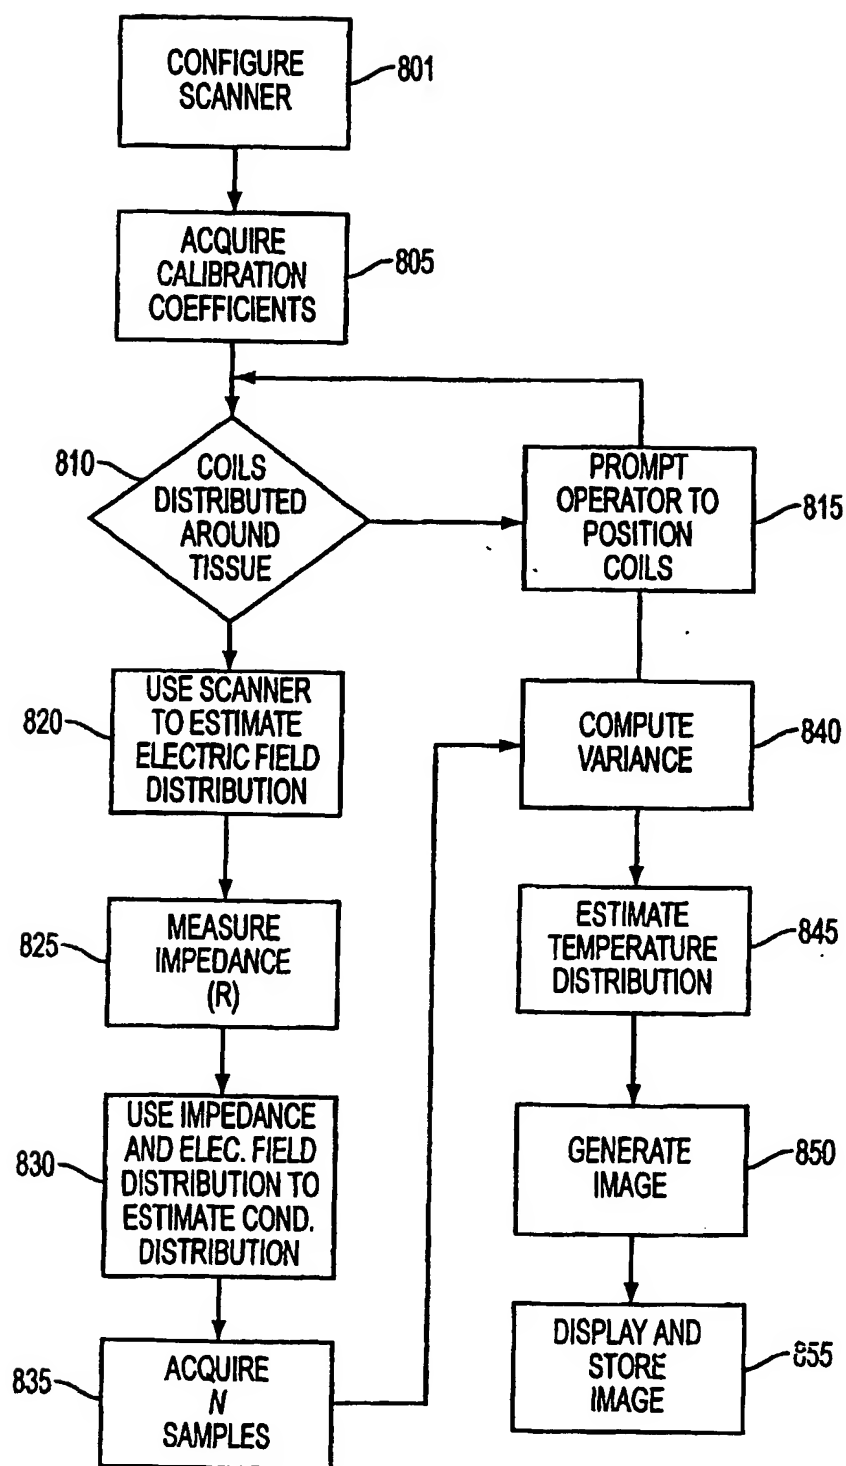 CONFIGURE
SCANNER
801
ACQUIRE
CALIBRATION
COEFFICIENTS
805
810
COILS
DISTRIBUTED
AROUND
TISSUE
PROMPT
OPERATOR TO
POSITION
COILS
815
820
USE SCANNER
TO ESTIMATE
ELECTRIC FIELD
DISTRIBUTION
825
MEASURE
IMPEDANCE
(R)
830
USE IMPEDANCE
AND ELEC. FIELD
DISTRIBUTION TO
ESTIMATE COND.
DISTRIBUTION
835
ACQUIRE
N
SAMPLES
COMPUTE
VARIANCE
840
ESTIMATE
TEMPERATURE
DISTRIBUTION
845
GENERATE
IMAGE
850
DISPLAY AND
STORE
IMAGE
855